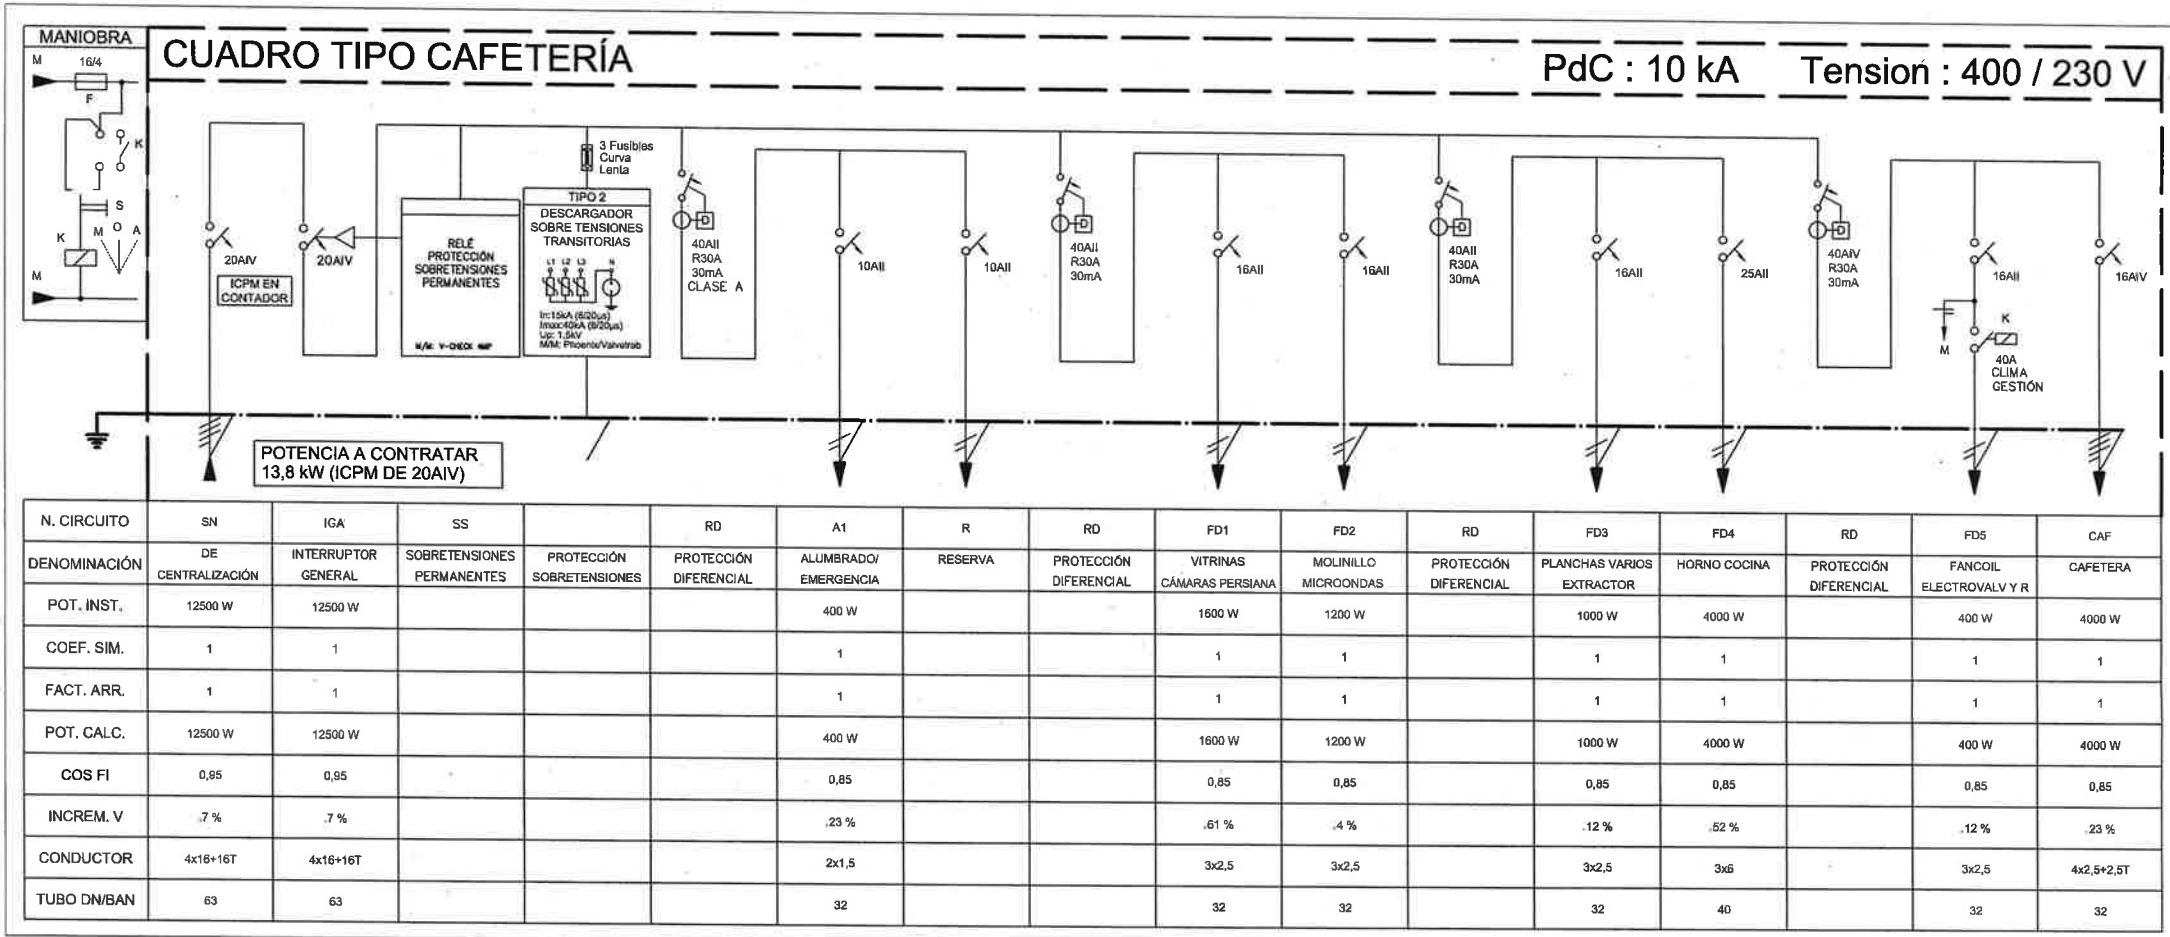 MANIOBRA
M
16/4
F
K
S
K
M
O
A
M
CUADRO TIPO CAFETERÍA
PdC : 10 kA
Tension : 400 / 230 V
20AIV
ICPM EN
CONTADOR
20AIV
RELÉ
PROTECCIÓN
SOBRETENSIONES
PERMANENTES
M/M: V-CHECK 4MP
3 Fusibles
Curva
Lenta
TIPO 2
DESCARGADOR
SOBRE TENSIONES
TRANSITORIAS
L1 L2 L3 N
In:15kA (8/20µs)
Imax:40kA (8/20µs)
Up: 1,5kV
M/M: Phoenix/Valvetrab
40AII
R30A
30mA
CLASE A
10AII
10AII
40AII
R30A
30mA
16AII
16AII
40AII
R30A
30mA
16AII
25AII
40AIV
R30A
30mA
16AII
M
K
40A
CLIMA
GESTIÓN
16AIV
POTENCIA A CONTRATAR
13,8 kW (ICPM DE 20AIV)
N. CIRCUITO SN IGA SS RD A1 R RD FD1 FD2 RD FD3 FD4 RD FD5 CAF
DENOMINACIÓN DE CENTRALIZACIÓN INTERRUPTOR GENERAL SOBRETENSIONES PERMANENTES PROTECCIÓN SOBRETENSIONES PROTECCIÓN DIFERENCIAL ALUMBRADO/ EMERGENCIA RESERVA PROTECCIÓN DIFERENCIAL VITRINAS CÁMARAS PERSIANA MOLINILLO MICROONDAS PROTECCIÓN DIFERENCIAL PLANCHAS VARIOS EXTRACTOR HORNO COCINA PROTECCIÓN DIFERENCIAL FANCOIL ELECTROVALV Y R CAFETERA
POT. INST. 12500 W 12500 W 400 W 1600 W 1200 W 1000 W 4000 W 400 W 4000 W
COEF. SIM. 1 1 1 1 1 1 1 1 1
FACT. ARR. 1 1 1 1 1 1 1 1 1
POT. CALC. 12500 W 12500 W 400 W 1600 W 1200 W 1000 W 4000 W 400 W 4000 W
COS FI 0,95 0,95 0,85 0,85 0,85 0,85 0,85 0,85 0,85
INCREM. V .7 % .7 % .23 % .61 % .4 % .12 % .52 % .12 % .23 %
CONDUCTOR 4x16+16T 4x16+16T 2x1,5 3x2,5 3x2,5 3x2,5 3x6 3x2,5 4x2,5+2,5T
TUBO DN/BAN 63 63 32 32 32 32 40 32 32